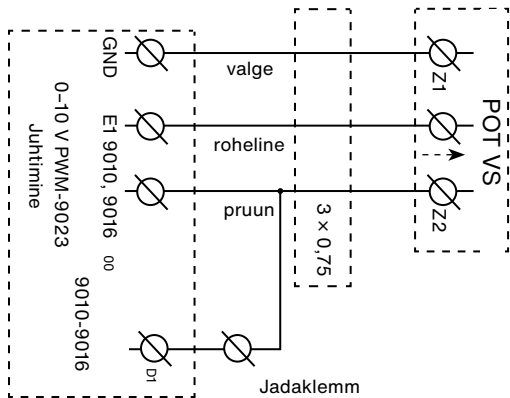 GND
valge
Z1
0–10 V PWM-9023
Juhtimine
E1 9010, 9016
00
roheline
POT VS
pruun
Z2
3 × 0,75
9010-9016
D1
Jadaklemm